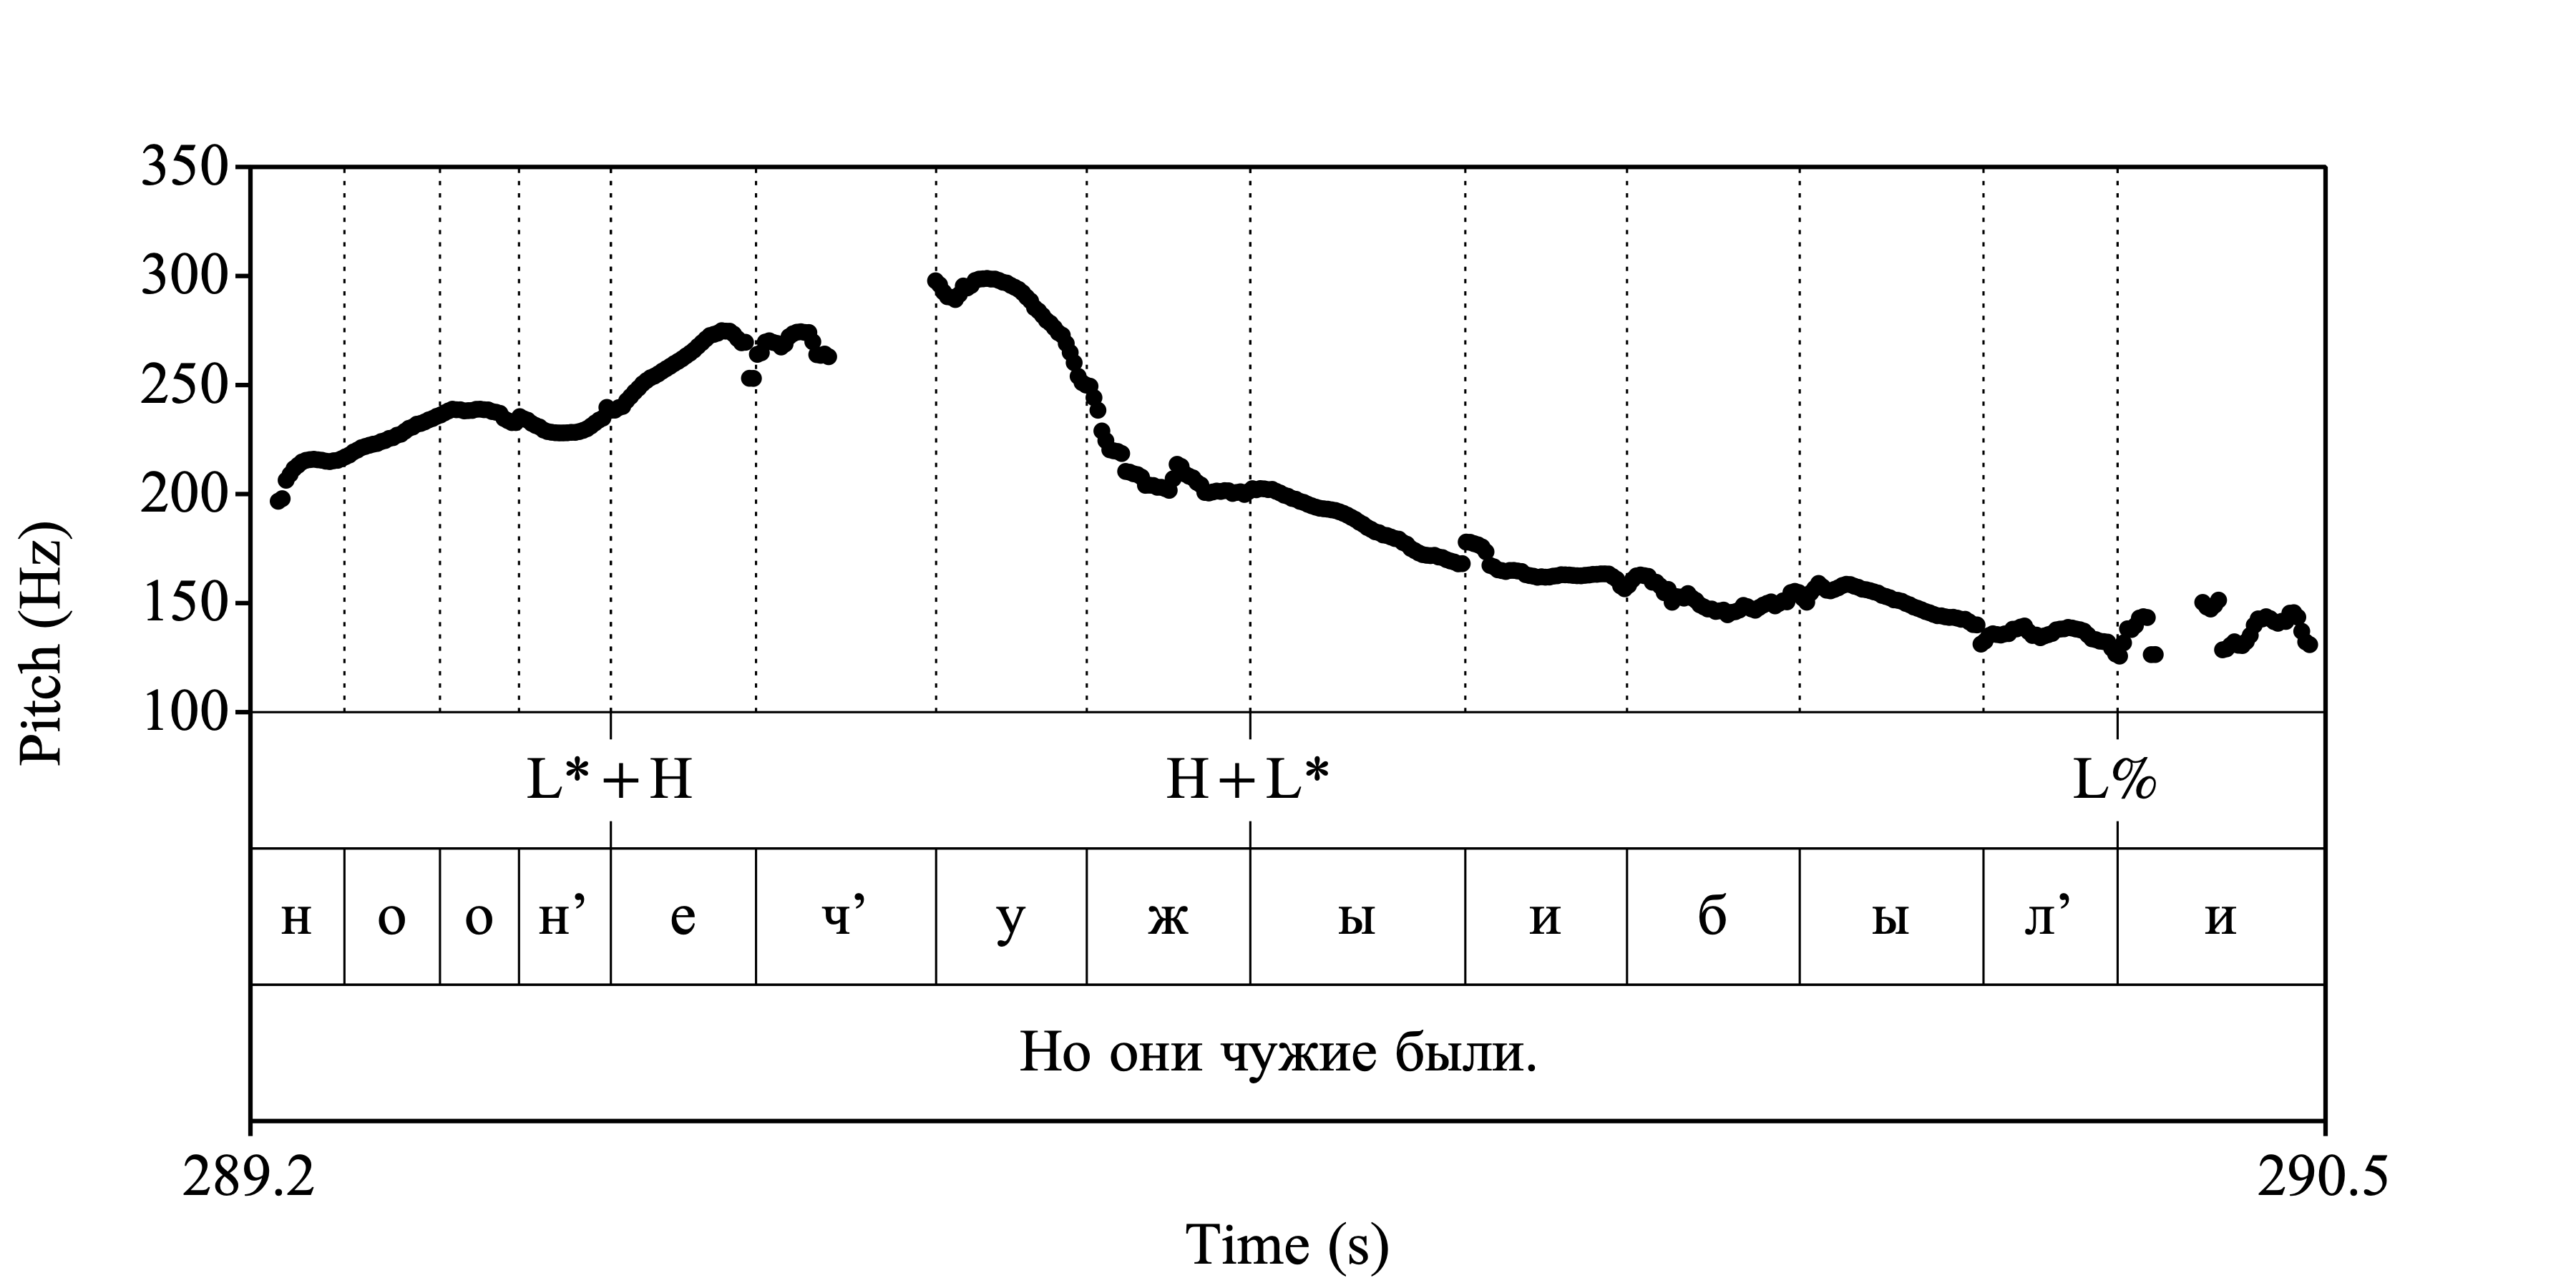 350
300
250
200
150
100
Pitch (Hz)
L* + H H + L* L%
н о о н’ е ч’ у ж ы и б ы л’ и
Но они чужие были.
289.2 290.5
Time (s)